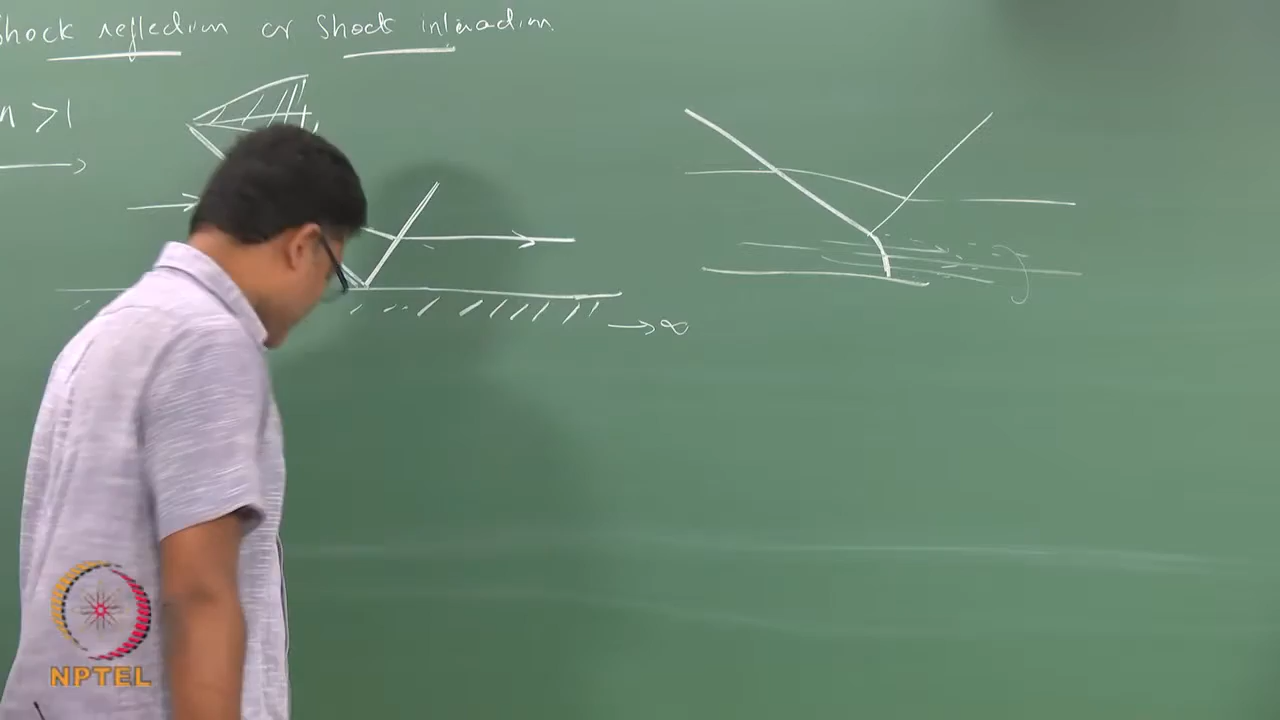 Shock reflection or Shock interaction
M > 1
→ ∞
NPTEL